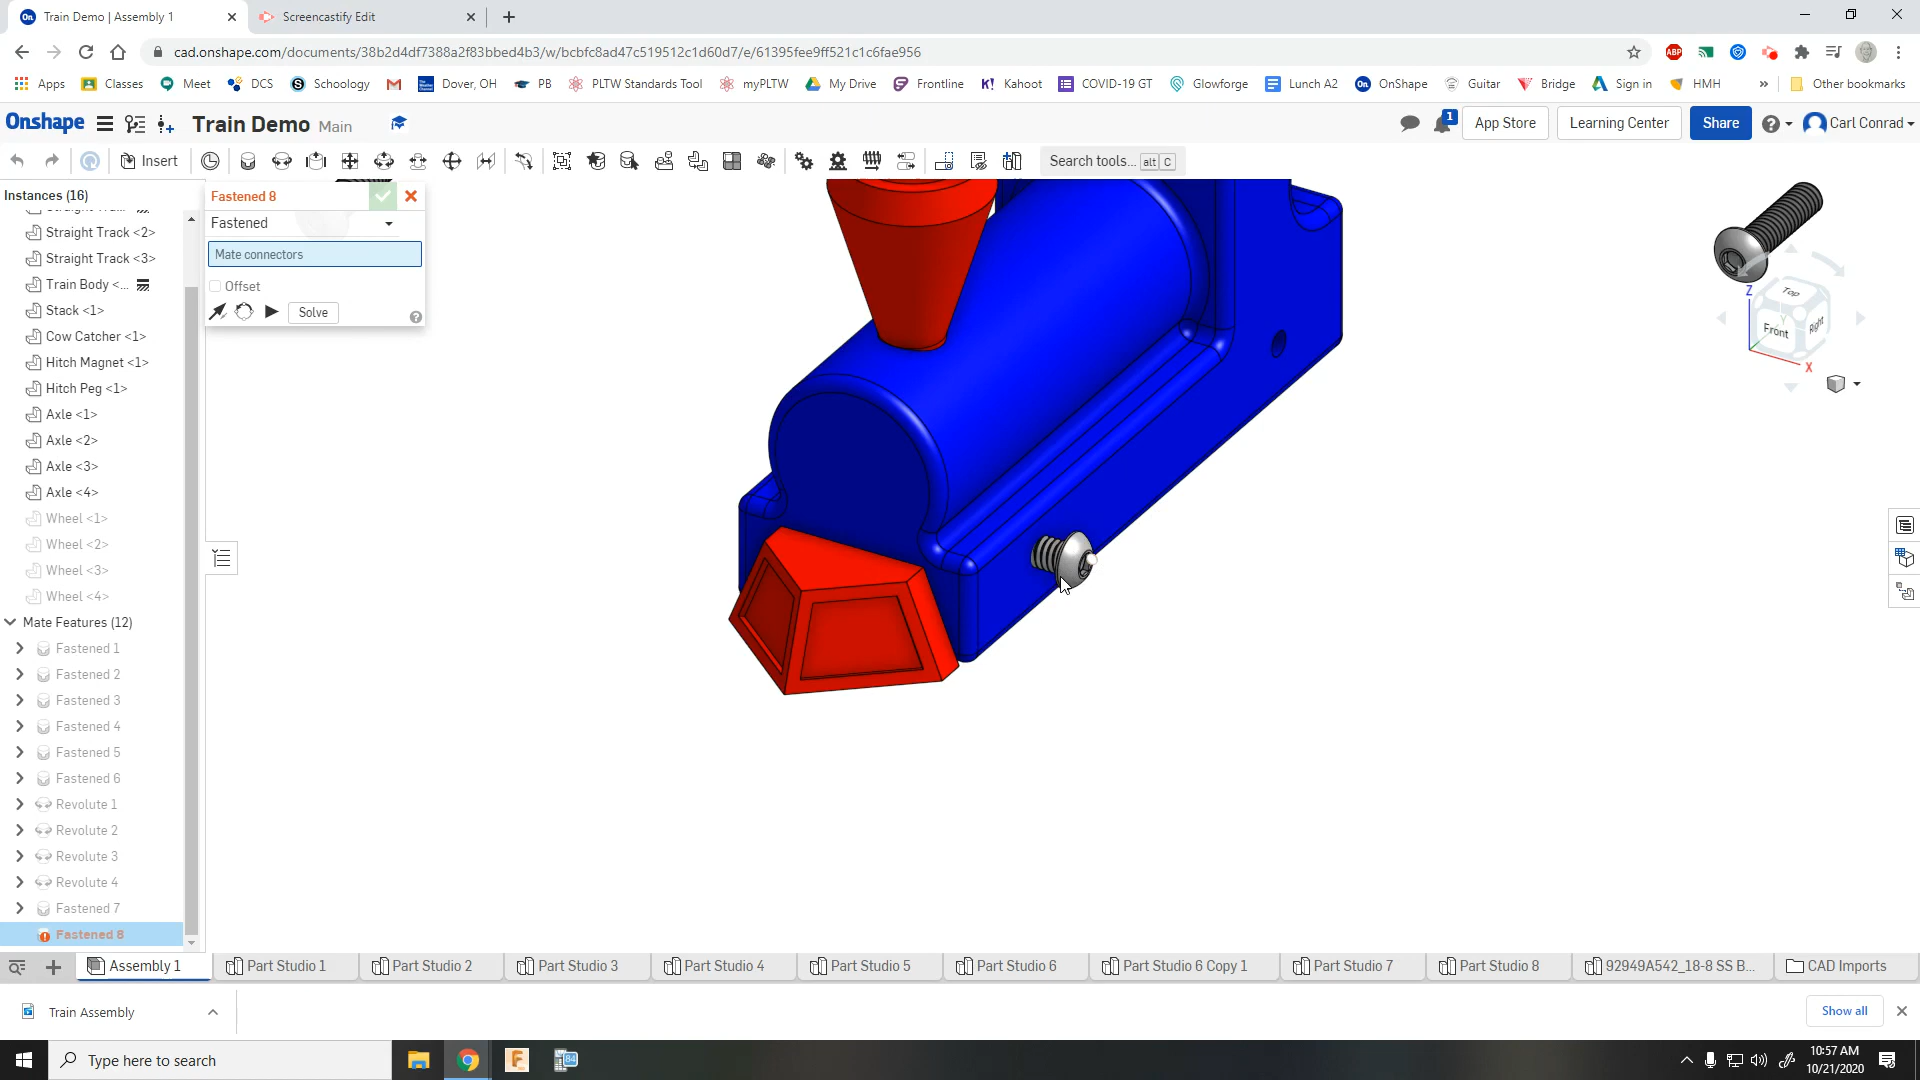 Train Demo | Assembly 1
Screencastify Edit
cad.onshape.com/documents/38b2d4df7388a2f83bbed4b3/w/bcbfc8ad47c519512c1d60d7/e/61395fee9ff521c1c6fae956
ABP
Apps Classes Meet DCS Schoology Dover, OH PB PLTW Standards Tool myPLTW My Drive Frontline Kahoot COVID-19 GT Glowforge Lunch A2 OnShape Guitar Bridge Sign in HMH » Other bookmarks
Onshape Train Demo Main 1 App Store Learning Center Share Carl Conrad
Insert Search tools... alt C
Instances (16)
Straight Track <2>
Straight Track <3>
Train Body <...
Stack <1>
Cow Catcher <1>
Hitch Magnet <1>
Hitch Peg <1>
Axle <1>
Axle <2>
Axle <3>
Axle <4>
Wheel <1>
Wheel <2>
Wheel <3>
Wheel <4>
Mate Features (12)
Fastened 1
Fastened 2
Fastened 3
Fastened 4
Fastened 5
Fastened 6
Revolute 1
Revolute 2
Revolute 3
Revolute 4
Fastened 7
Fastened 8
Fastened 8
Fastened
Mate connectors
Offset
Solve
Z
Top
Y
Front
Right
X
Assembly 1 Part Studio 1 Part Studio 2 Part Studio 3 Part Studio 4 Part Studio 5 Part Studio 6 Part Studio 6 Copy 1 Part Studio 7 Part Studio 8 92949A542_18-8 SS B... CAD Imports
Train Assembly
Show all
Type here to search
84
10:57 AM
10/21/2020